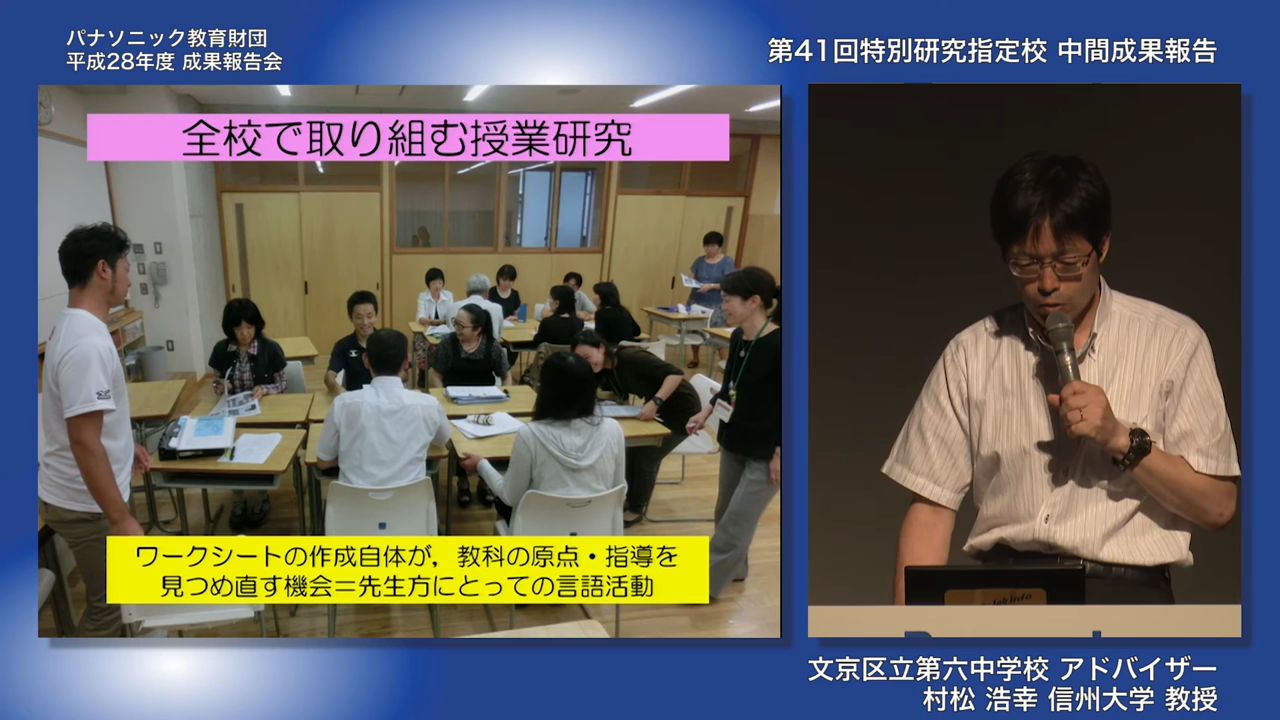 パナソニック教育財団
平成28年度 成果報告会
第41回特別研究指定校 中間成果報告
全校で取り組む授業研究
ワークシートの作成自体が，教科の原点・指導を
見つめ直す機会＝先生方にとっての言語活動
文京区立第六中学校 アドバイザー
村松 浩幸 信州大学 教授